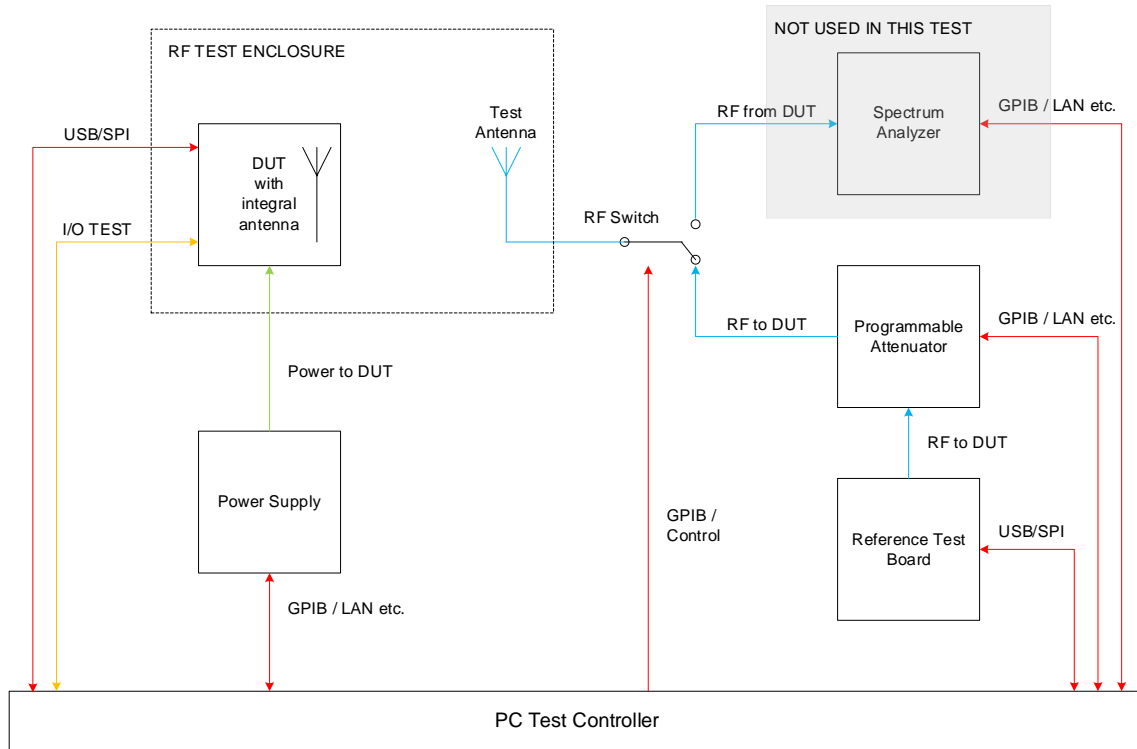 NOT USED IN THIS TEST
RF TEST ENCLOSURE
Test
Antenna
RF from DUT
Spectrum
Analyzer
GPIB / LAN etc.
USB/SPI
DUT
with
integral
antenna
I/O TEST
RF Switch
RF to DUT
Programmable
Attenuator
GPIB / LAN etc.
Power to DUT
RF to DUT
Power Supply
GPIB /
Control
Reference Test
Board
USB/SPI
GPIB / LAN etc.
PC Test Controller